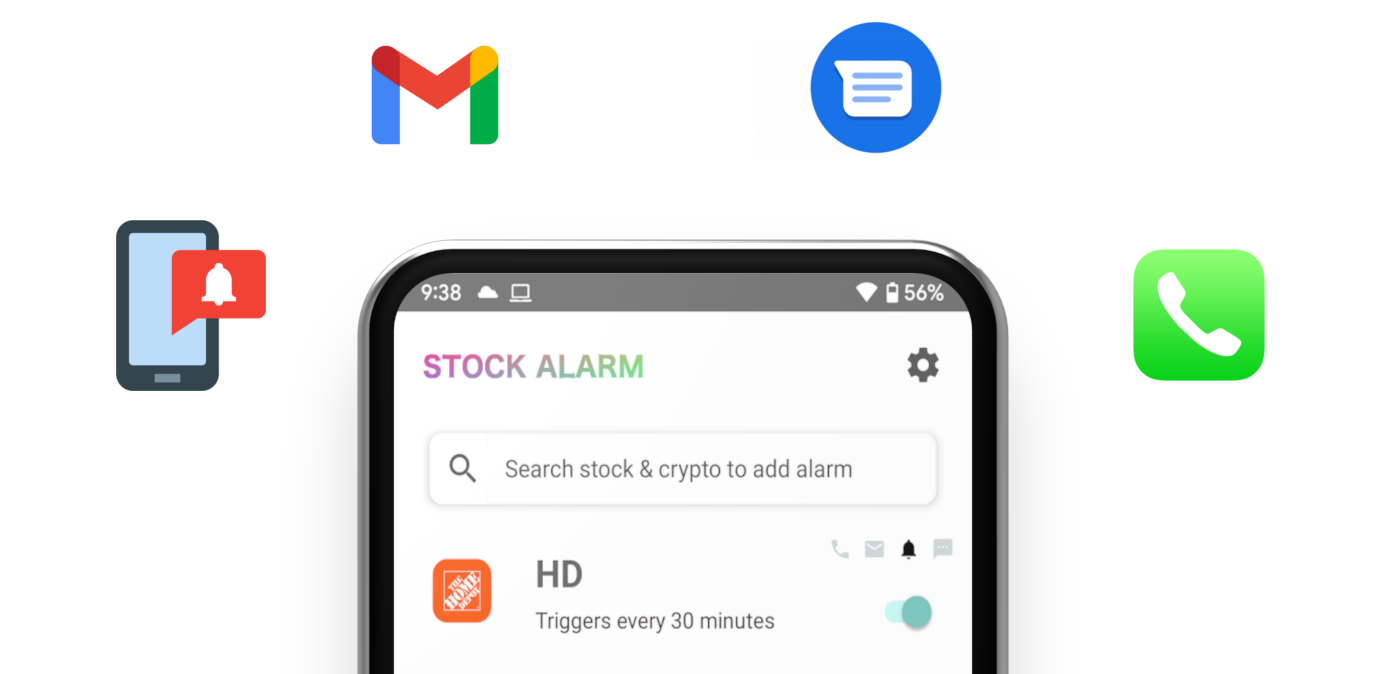 9:38
56%
STOCK ALARM
Search stock & crypto to add alarm
HD
THE
HOME
DEPOT
Triggers every 30 minutes